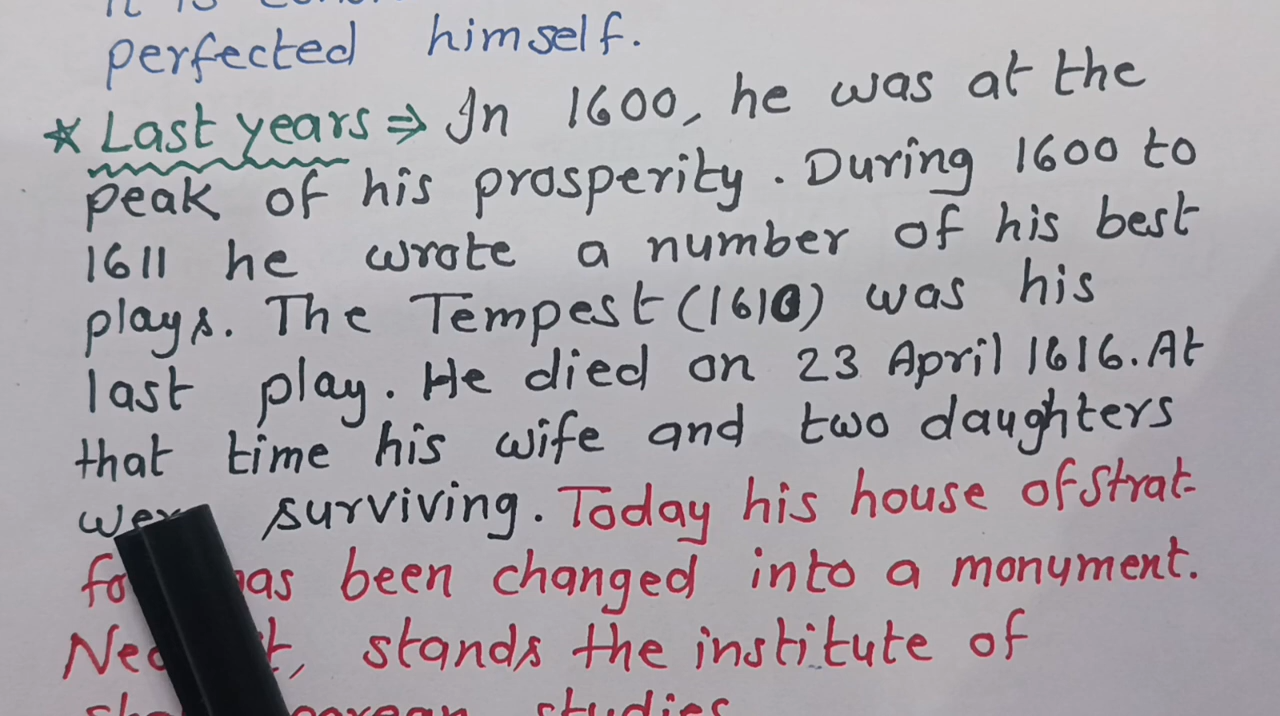 perfected himself.
* Last years ⇒ In 1600, he was at the
peak of his prosperity. During 1600 to
1611 he wrote a number of his best
plays. The Tempest (1610) was his
last play. He died on 23 April 1616. At
that time his wife and two daughters
surviving. Today his house of Strat-
been changed into a monument.
stands the institute of
studies